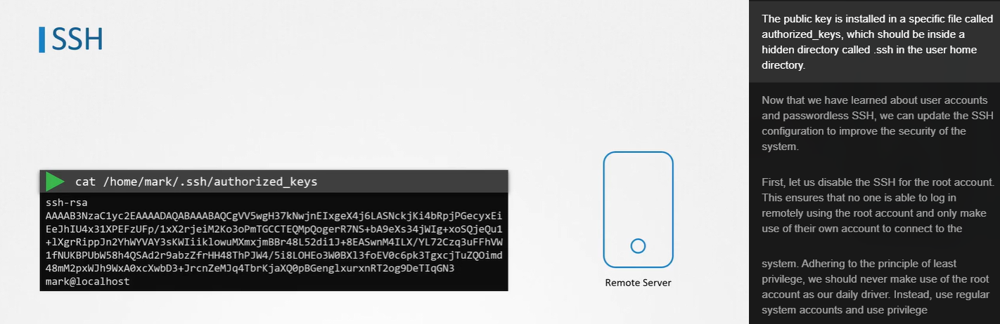 SSH
cat /home/mark/.ssh/authorized_keys
ssh-rsa
AAAAB3NzaC1yc2EAAAADAQABAAABAQCgVV5wgH37kNwjnEIxgeX4j6LASNckjKi4bRpjPGecyxEi
EeJhIU4x31XPEFzUFp/1xX2rjeiM2Ko3oPmTGCCTEQMpQogerR7NS+bA9eXs34jWIg+xoSQjeQu1
+lXgrRippJn2YhWYVAY3sKWIiiklowuMXmxjmBBr48L52di1J+8EASwnM4ILX/YL72Czq3uFFhVW
1fNUKBPUbW58h4QSAd2r9abzZfrHH48ThPJW4/5i8LOHEo3W0BXl3foEV0c6pk3TgxcjTuZQOimd
48mM2pxWJh9WxA0xcXwbD3+JrcnZeMJq4TbrKjaXQ0pBGenglxurxnRT2og9DeTIqGN3
mark@localhost
Remote Server
The public key is installed in a specific file called
authorized_keys, which should be inside a
hidden directory called .ssh in the user home
directory.
Now that we have learned about user accounts
and passwordless SSH, we can update the SSH
configuration to improve the security of the
system.
First, let us disable the SSH for the root account.
This ensures that no one is able to log in
remotely using the root account and only make
use of their own account to connect to the
system. Adhering to the principle of least
privilege, we should never make use of the root
account as our daily driver. Instead, use regular
system accounts and use privilege